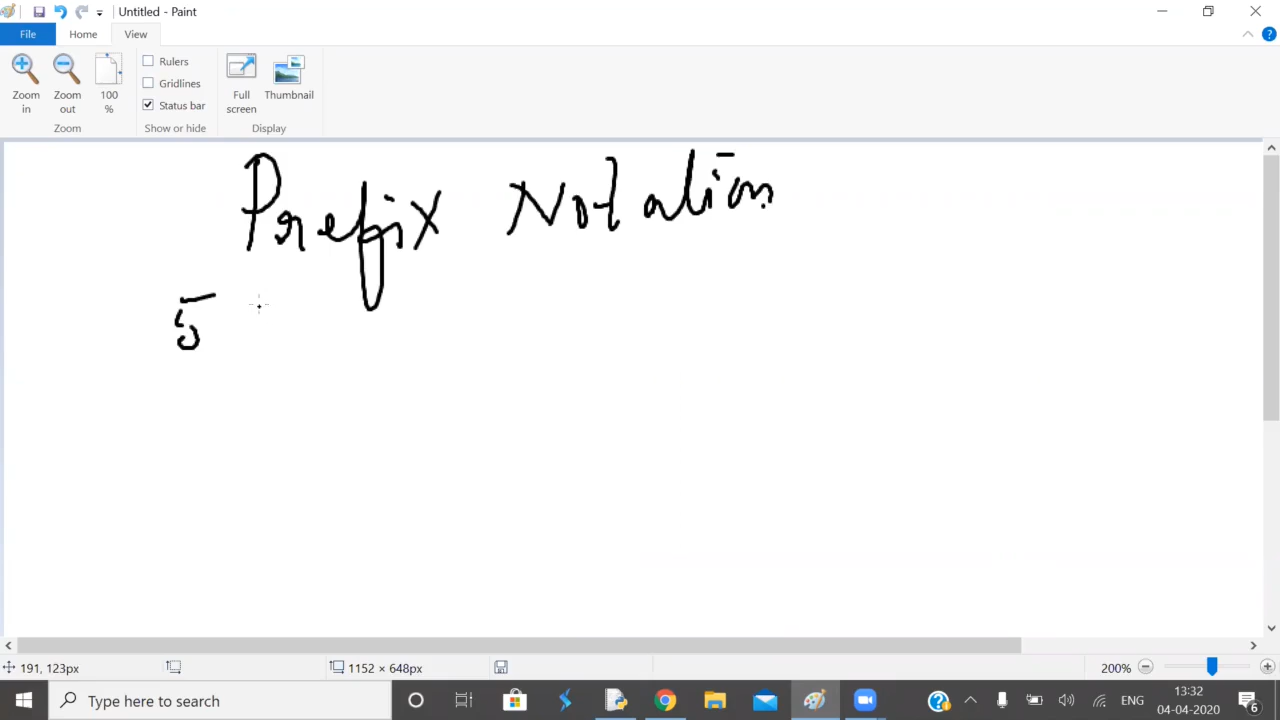 Untitled - Paint
File Home View
Zoom in
Zoom out
100 %
Rulers
Gridlines
Status bar
Full screen
Thumbnail
Zoom
Show or hide
Display
Prefix Notation
5
191, 123px
1152 × 648px
200%
Type here to search
ENG
13:32
04-04-2020
6